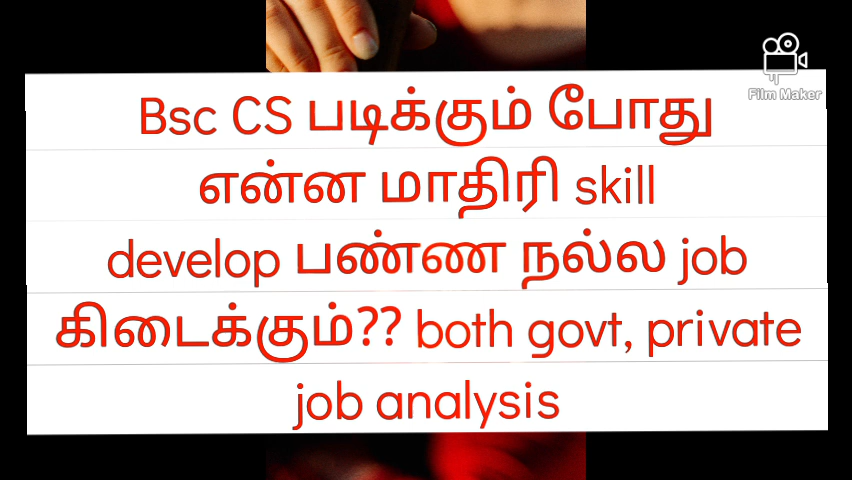 Film Maker
Bsc CS படிக்கும் போது
என்ன மாதிரி skill
develop பண்ண நல்ல job
கிடைக்கும்?? both govt, private
job analysis